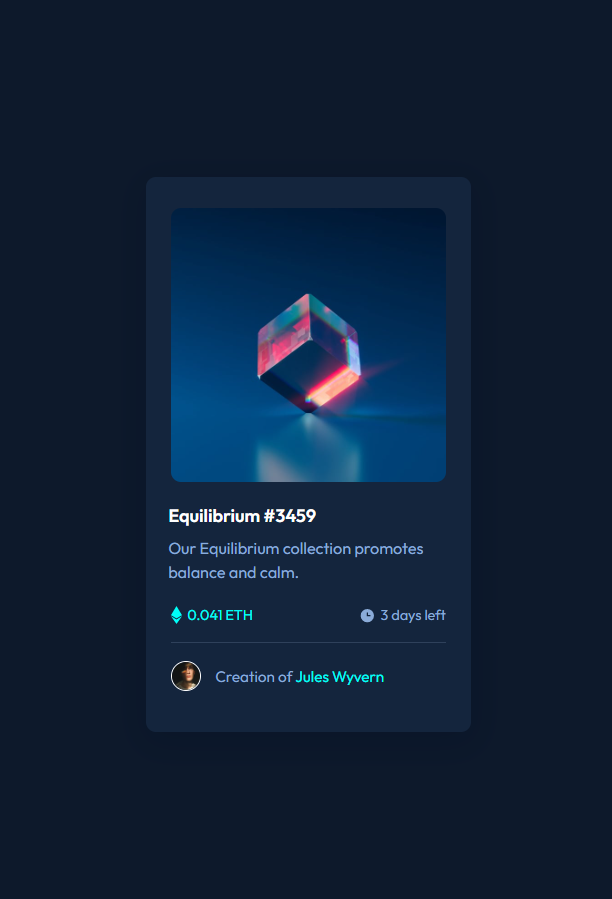 Equilibrium #3459
Our Equilibrium collection promotes
balance and calm.
0.041 ETH
3 days left
Creation of Jules Wyvern